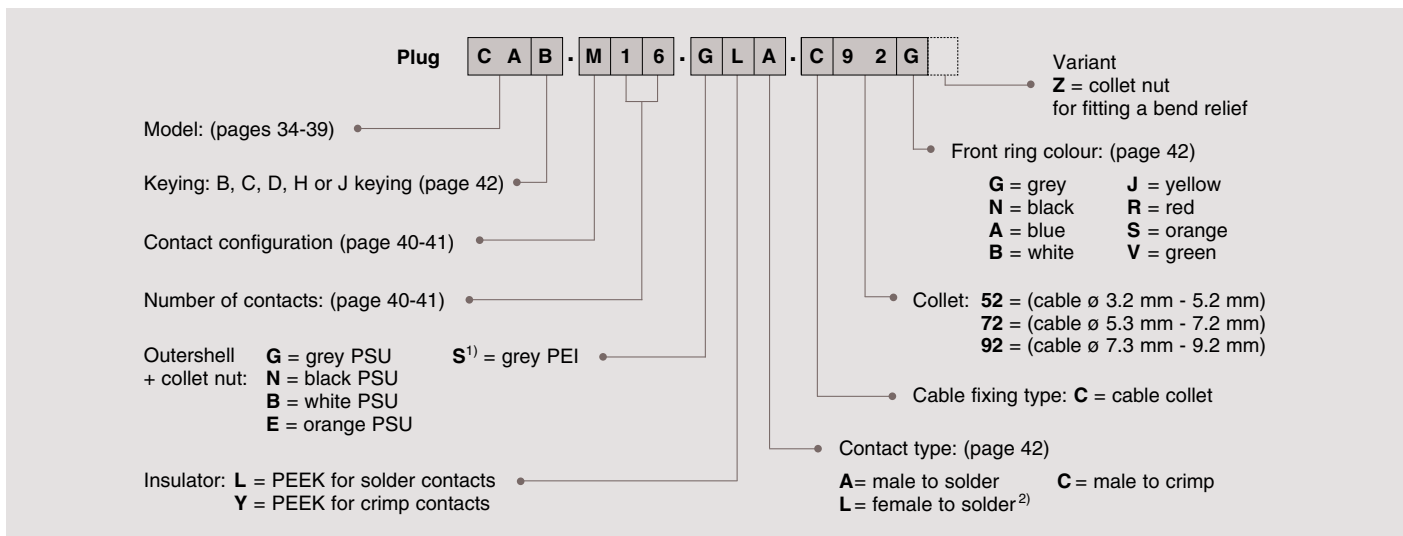 Plug C A B . M 1 6 . G L A . C 9 2 G
Variant
Z = collet nut
for fitting a bend relief
Model: (pages 34-39)
Front ring colour: (page 42)
G = grey J = yellow
N = black R = red
A = blue S = orange
B = white V = green
Keying: B, C, D, H or J keying (page 42)
Contact configuration (page 40-41)
Number of contacts: (page 40-41)
Collet: 52 = (cable ø 3.2 mm - 5.2 mm)
72 = (cable ø 5.3 mm - 7.2 mm)
92 = (cable ø 7.3 mm - 9.2 mm)
Outershell G = grey PSU S1) = grey PEI
+ collet nut: N = black PSU
B = white PSU
E = orange PSU
Cable fixing type: C = cable collet
Contact type: (page 42)
A= male to solder C = male to crimp
L= female to solder2)
Insulator: L = PEEK for solder contacts
Y = PEEK for crimp contacts